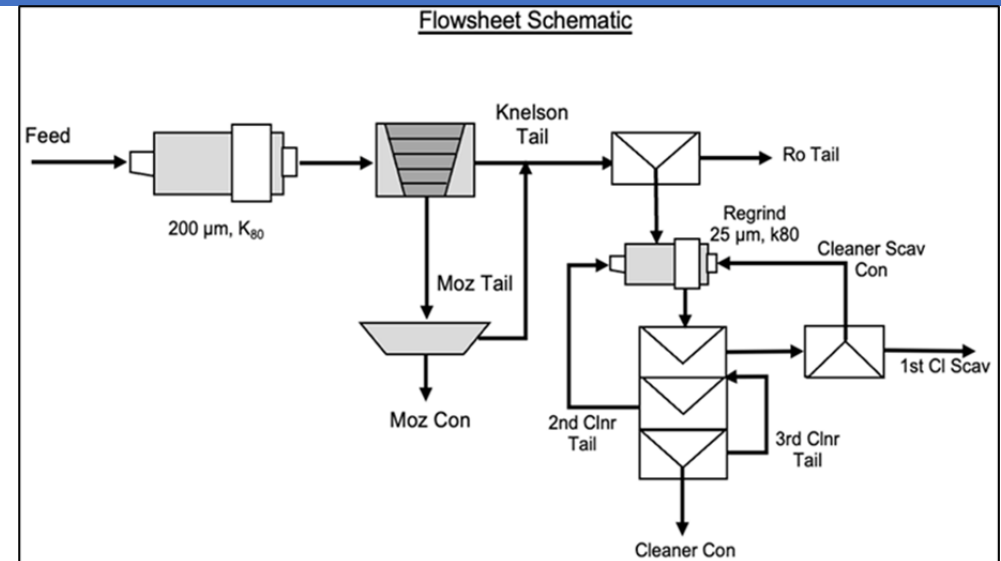 Flowsheet Schematic
Feed
200 µm, K80
Knelson
Tail
Ro Tail
Regrind
25 µm, k80
Cleaner Scav
Con
Moz Tail
Moz Con
1st Cl Scav
2nd Clnr
Tail
3rd Clnr
Tail
Cleaner Con